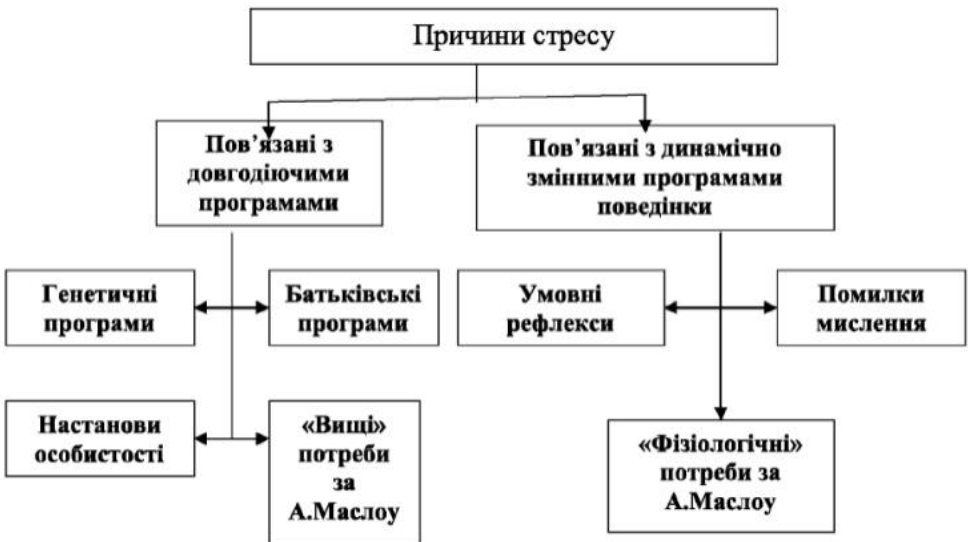 Причини стресу
Пов’язані з
довгодіючими
програмами
Пов’язані з динамічно
змінними програмами
поведінки
Генетичні
програми
Батьківські
програми
Умовні
рефлекси
Помилки
мислення
Настанови
особистості
«Вищі»
потреби
за
А.Маслоу
«Фізіологічні»
потреби за
А.Маслоу